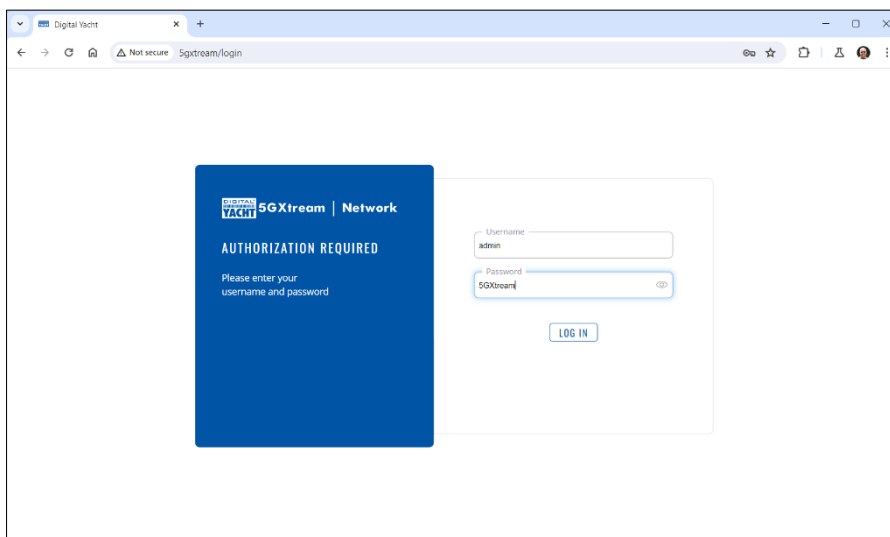 Digital Yacht
Not secure
5gxtream/login
DIGITAL
YACHT
5GXtream | Network
AUTHORIZATION REQUIRED
Please enter your
username and password
Username
admin
Password
5GXtream
LOG IN